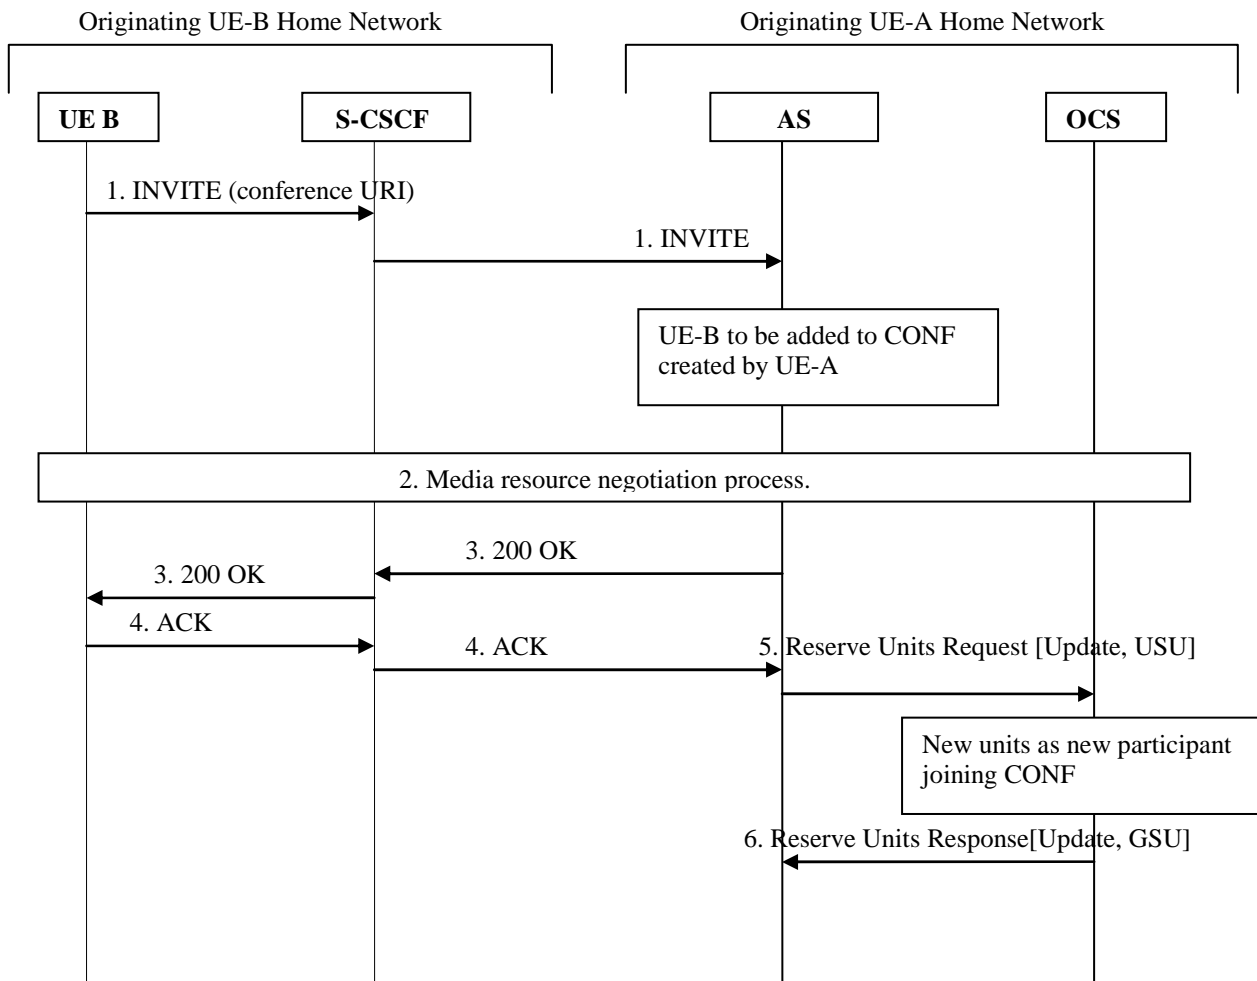 Originating UE-B Home Network
Originating UE-A Home Network
UE B
S-CSCF
AS
OCS
1. INVITE (conference URI)
1. INVITE
UE-B to be added to CONF
created by UE-A
2. Media resource negotiation process.
3. 200 OK
3. 200 OK
4. ACK
4. ACK
5. Reserve Units Request [Update, USU]
New units as new participant
joining CONF
6. Reserve Units Response[Update, GSU]